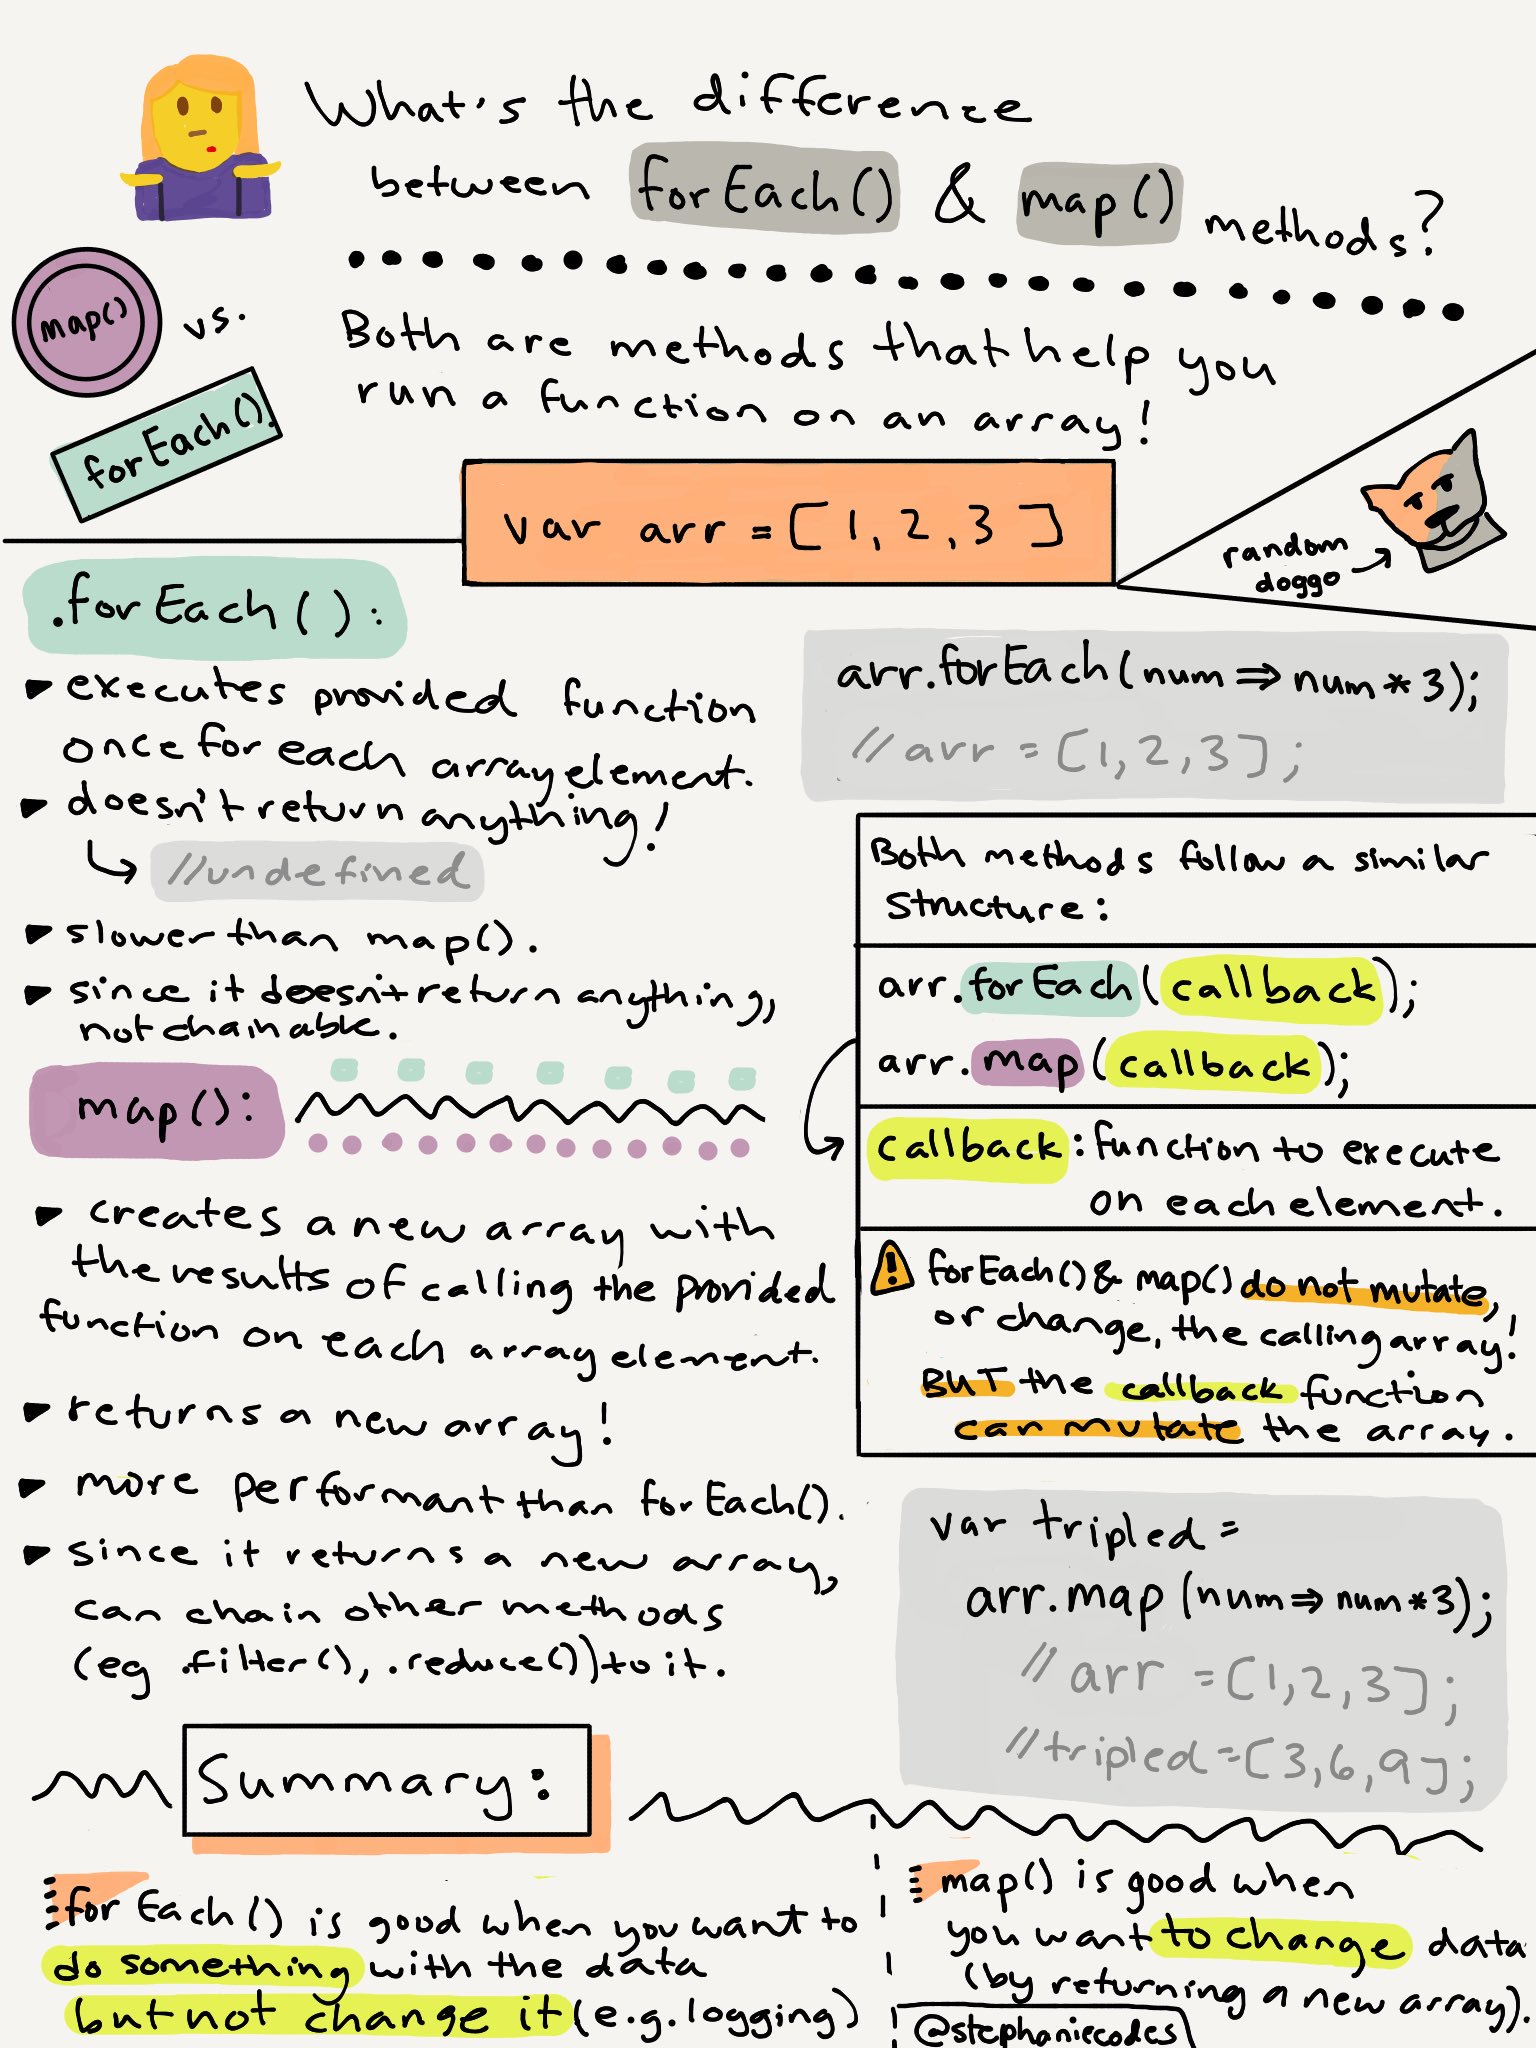 What's the difference
between forEach() & map() methods?
map() vs.
forEach()
Both are methods that help you
run a function on an array!
var arr = [1, 2, 3]
random
doggo
.forEach():
executes provided function
once for each array element.
doesn't return anything!
//undefined
slower than map().
since it doesn't return anything,
not chainable.
arr.forEach(num => num * 3);
// arr = [1, 2, 3];
Both methods follow a similar
structure:
arr.forEach(callback);
arr.map(callback);
callback: function to execute
on each element.
forEach() & map() do not mutate,
or change, the calling array!
BUT the callback function
can mutate the array.
map():
creates a new array with
the results of calling the provided
function on each array element.
returns a new array!
more performant than forEach().
since it returns a new array,
can chain other methods
(eg .filter(), .reduce()) to it.
var tripled =
arr.map(num => num * 3);
// arr = [1, 2, 3];
// tripled = [3, 6, 9];
Summary:
forEach() is good when you want to
do something with the data
but not change it (e.g. logging)
map() is good when
you want to change data
(by returning a new array).
@stephaniecodes